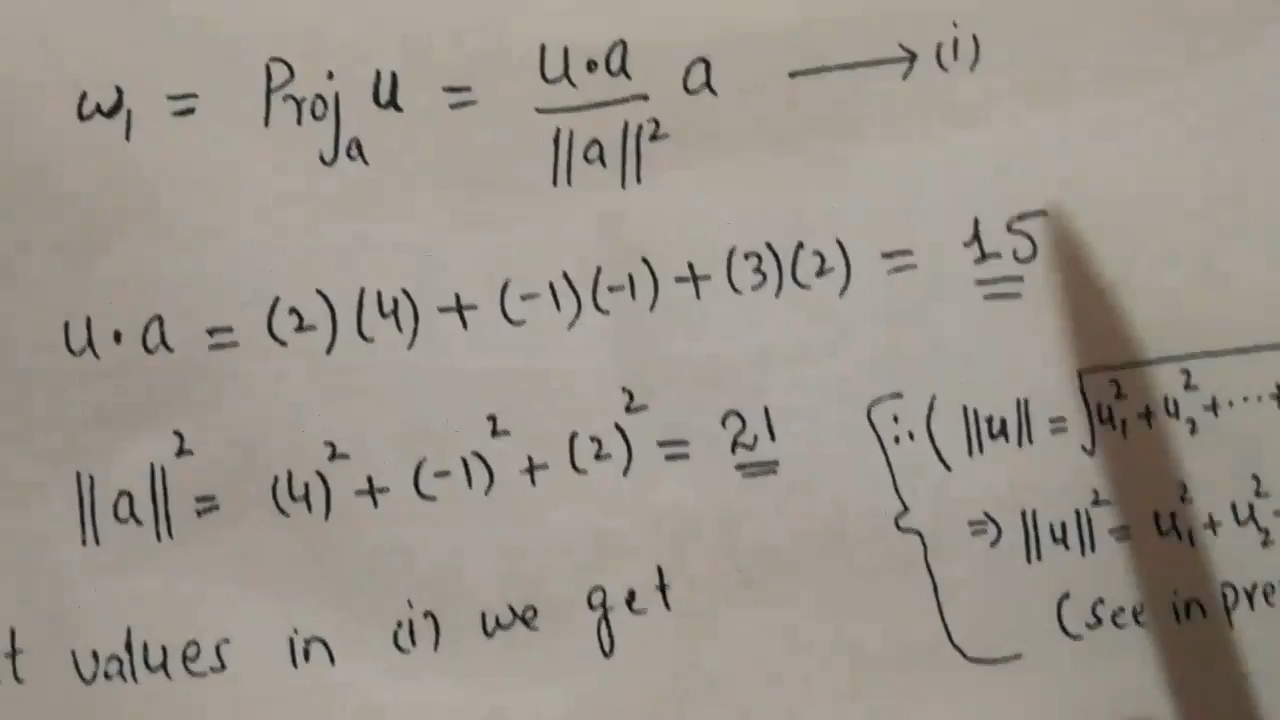 w₁ = Proj_a u = u·a / ||a||² a ⟶ (i)
u·a = (2)(4) + (-1)(-1) + (3)(2) = 15
||a||² = (4)² + (-1)² + (2)² = 21
∵ ( ||u|| = √u₁² + u₂² + ··· +
⇒ ||u||² = u₁² + u₂²
(see in pre
t values in (i) we get